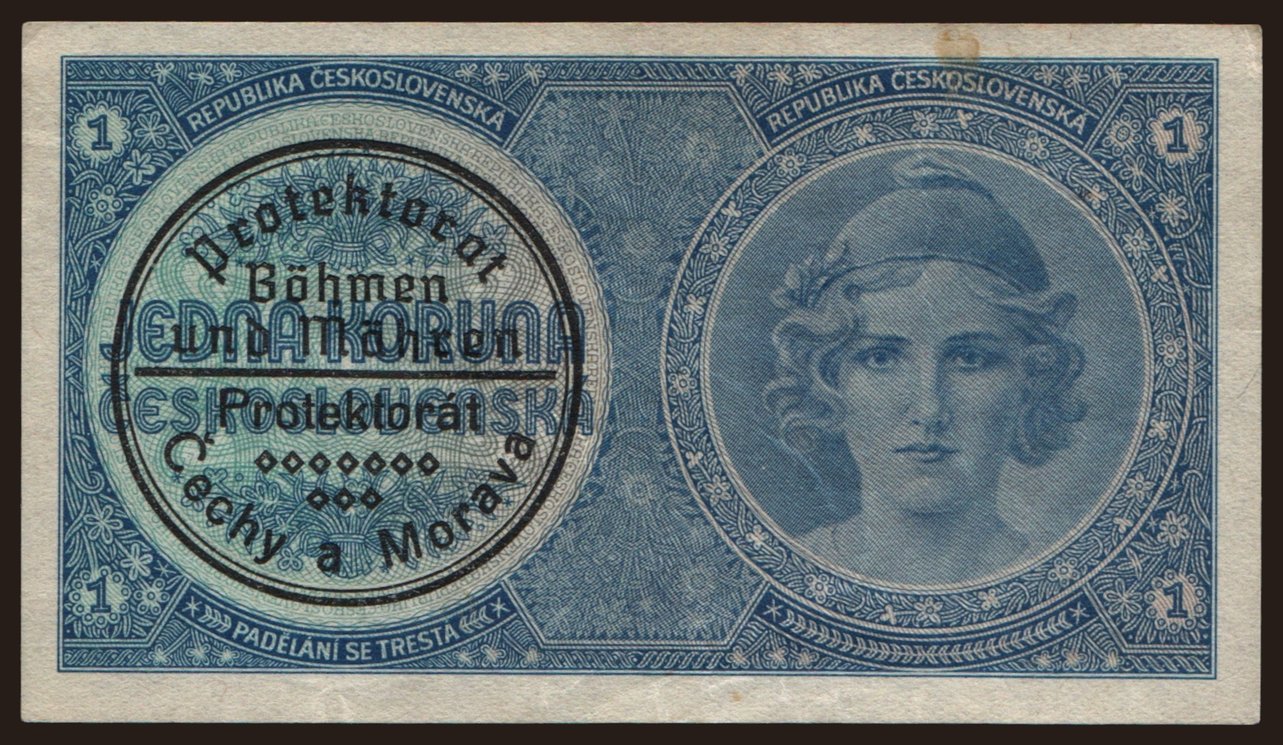 REPUBLIKA ČESKOSLOVENSKÁ
REPUBLIKA ČESKOSLOVENSKÁ
1
1
Protektorat
Böhmen
und Mähren
JEDNA KORUNA
Protektorát
ČESKOSLOVENSKÁ
Čechy a Morava
1
1
PADĚLÁNÍ SE TRESTÁ